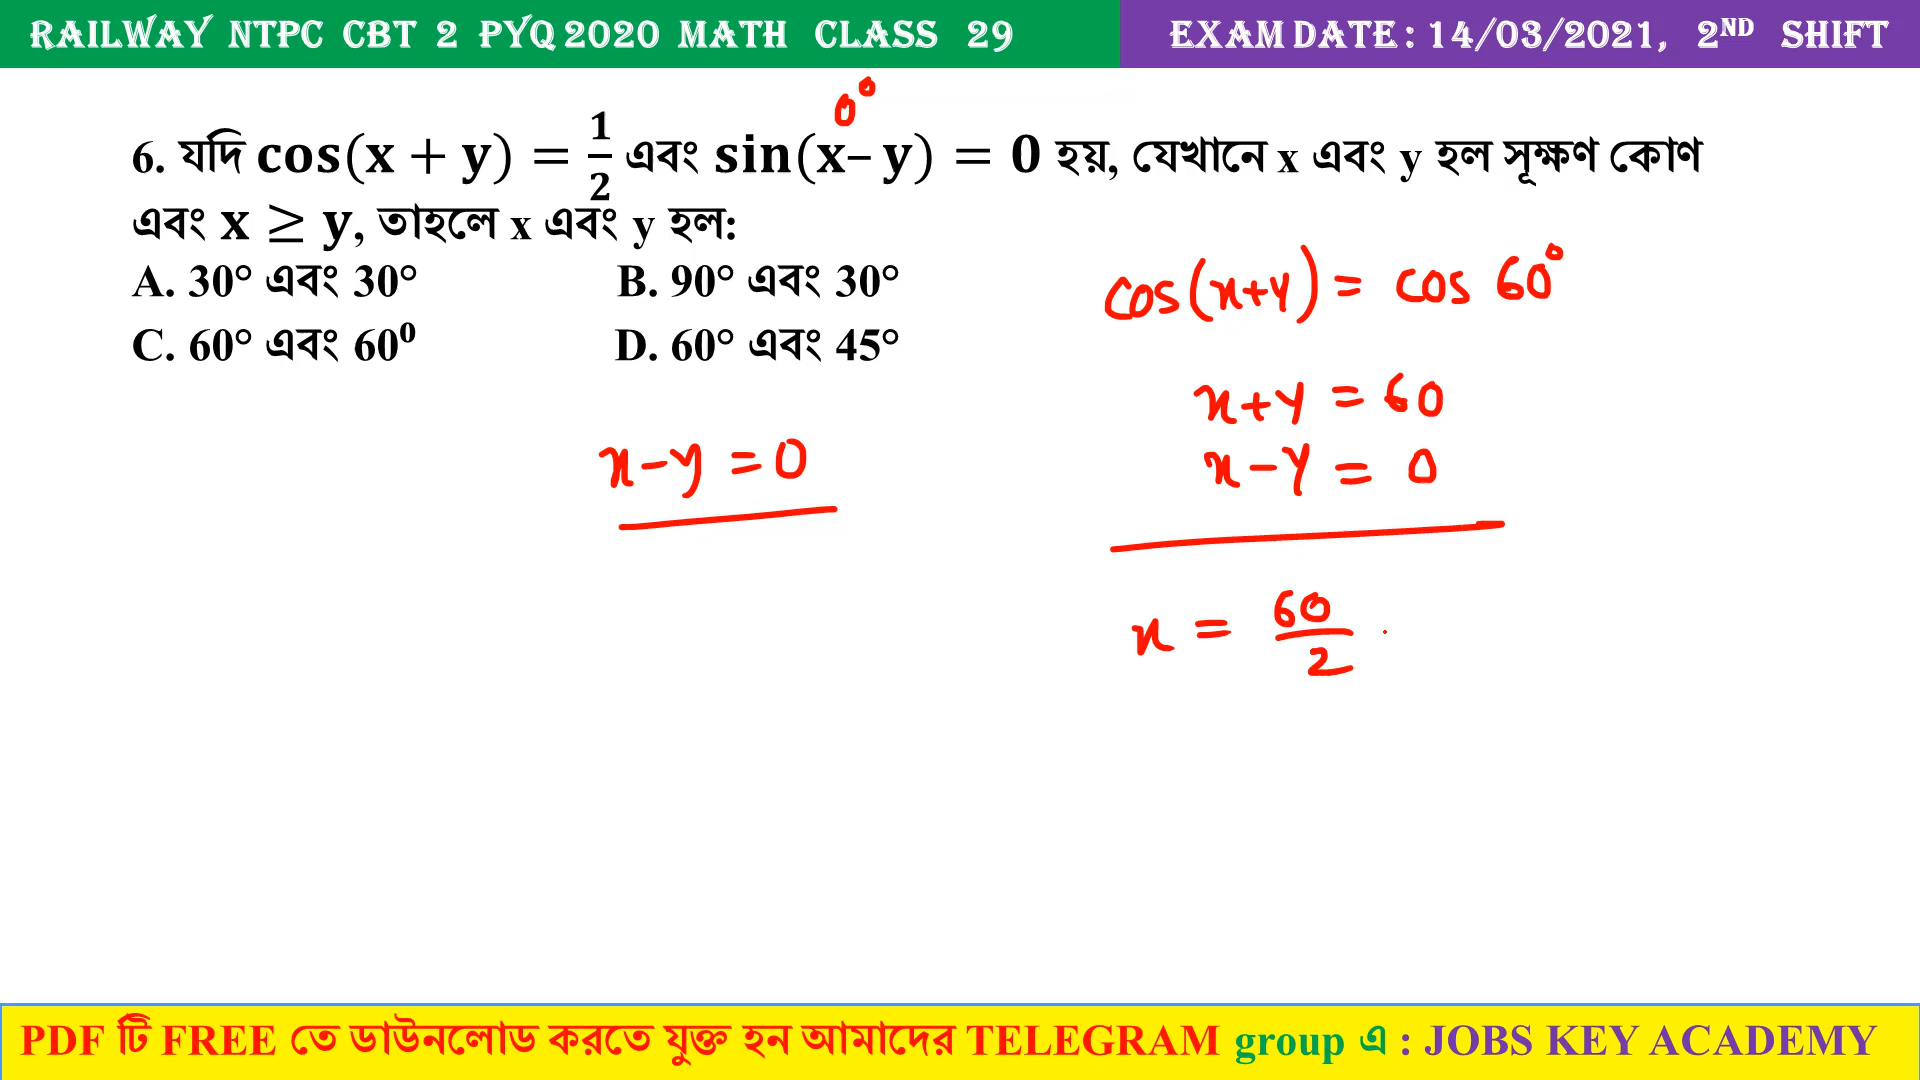 RAILWAY NTPC CBT 2 PYQ 2020 MATH CLASS 29
EXAM DATE : 14/03/2021, 2ND SHIFT
0°
6. যদি cos(x + y) = 1/2 এবং sin(x– y) = 0 হয়, যেখানে x এবং y হল সূক্ষণ কোণ
এবং x ≥ y, তাহলে x এবং y হল:
A. 30° এবং 30° B. 90° এবং 30°
C. 60° এবং 60⁰ D. 60° এবং 45°
cos(x+y) = cos 60°
x+y = 60
x-y = 0
x-y = 0
x = 60/2
PDF টি FREE তে ডাউনলোড করতে যুক্ত হন আমাদের TELEGRAM group এ : JOBS KEY ACADEMY